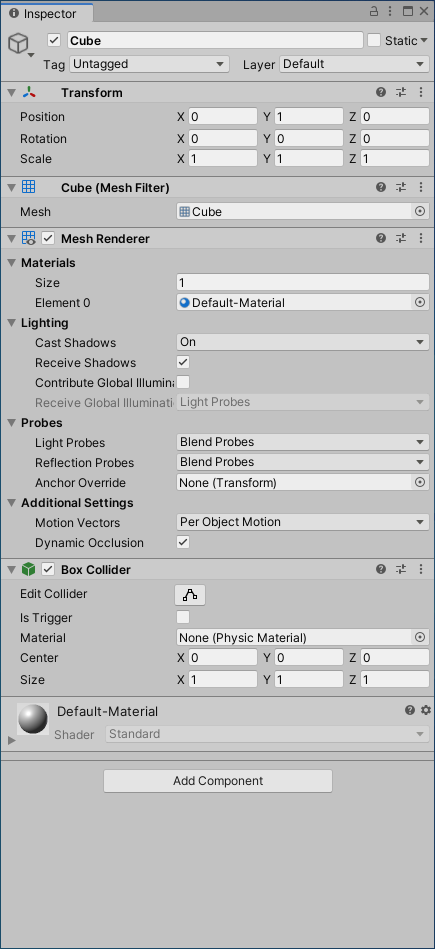 Inspector
Cube Static
Tag Untagged Layer Default
Transform
Position X 0 Y 1 Z 0
Rotation X 0 Y 0 Z 0
Scale X 1 Y 1 Z 1
Cube (Mesh Filter)
Mesh Cube
Mesh Renderer
Materials
Size 1
Element 0 Default-Material
Lighting
Cast Shadows On
Receive Shadows
Contribute Global Illumina
Receive Global Illuminati Light Probes
Probes
Light Probes Blend Probes
Reflection Probes Blend Probes
Anchor Override None (Transform)
Additional Settings
Motion Vectors Per Object Motion
Dynamic Occlusion
Box Collider
Edit Collider
Is Trigger
Material None (Physic Material)
Center X 0 Y 0 Z 0
Size X 1 Y 1 Z 1
Default-Material
Shader Standard
Add Component